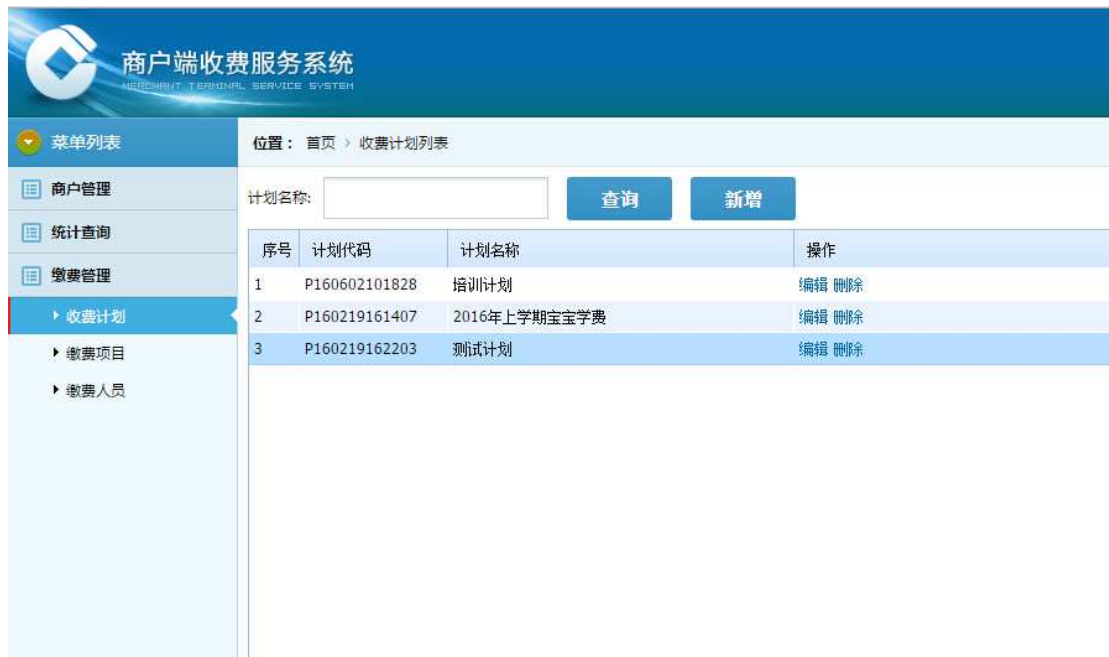 商户端收费服务系统
MERCHANT TERMINAL SERVICE SYSTEM
菜单列表
位置： 首页 > 收费计划列表
商户管理
统计查询
缴费管理
收费计划
缴费项目
缴费人员
计划名称: 查询 新增
序号 计划代码 计划名称 操作
1 P160602101828 培训计划 编辑 删除
2 P160219161407 2016年上学期宝宝学费 编辑 删除
3 P160219162203 测试计划 编辑 删除